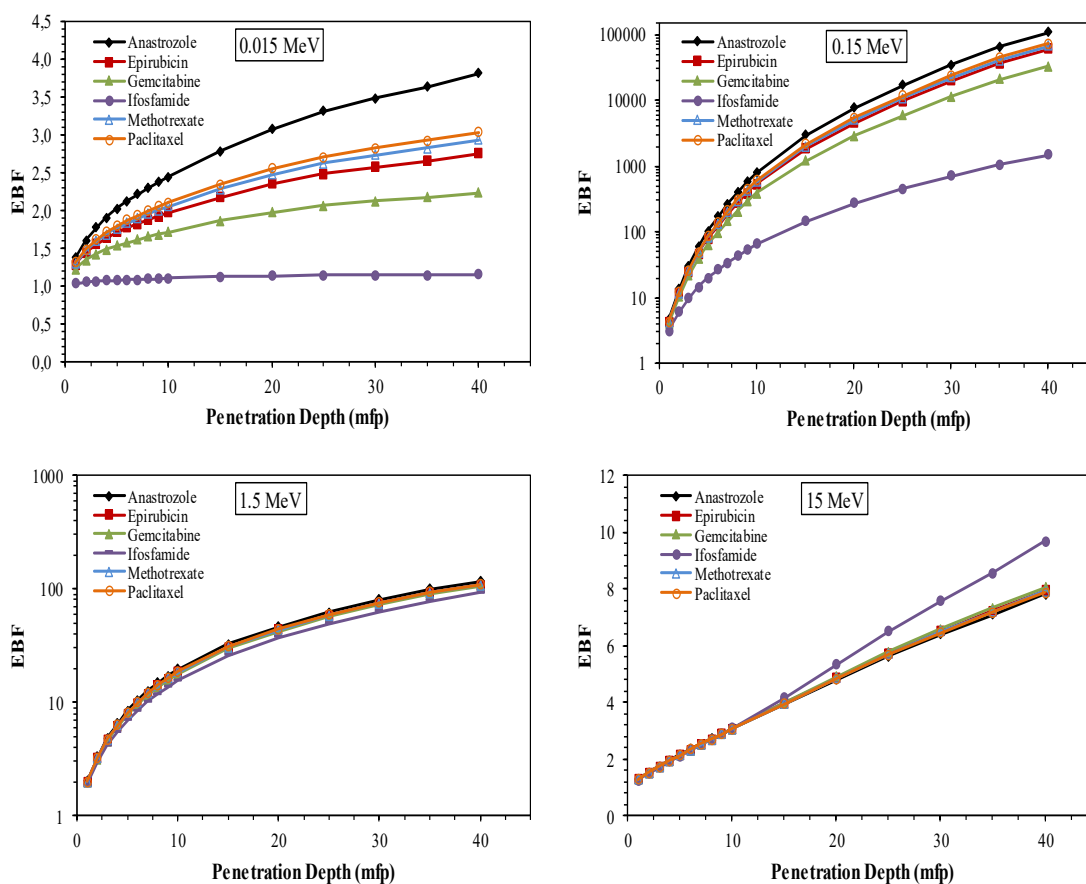 4,5
4,0
3,5
3,0
2,5
2,0
1,5
1,0
0,5
0,0
EBF
0.015 MeV
Anastrozole
Epirubicin
Gemcitabine
Ifosfamide
Methotrexate
Paclitaxel
0 10 20 30 40
Penetration Depth (mfp)
100000
10000
1000
100
10
1
EBF
0.15 MeV
Anastrozole
Epirubicin
Gemcitabine
Ifosfamide
Methotrexate
Paclitaxel
0 10 20 30 40
Penetration Depth (mfp)
1000
100
10
1
EBF
1.5 MeV
Anastrozole
Epirubicin
Gemcitabine
Ifosfamide
Methotrexate
Paclitaxel
0 10 20 30 40
Penetration Depth (mfp)
12
10
8
6
4
2
0
EBF
15 MeV
Anastrozole
Epirubicin
Gemcitabine
Ifosfamide
Methotrexate
Paclitaxel
0 10 20 30 40
Penetration Depth (mfp)